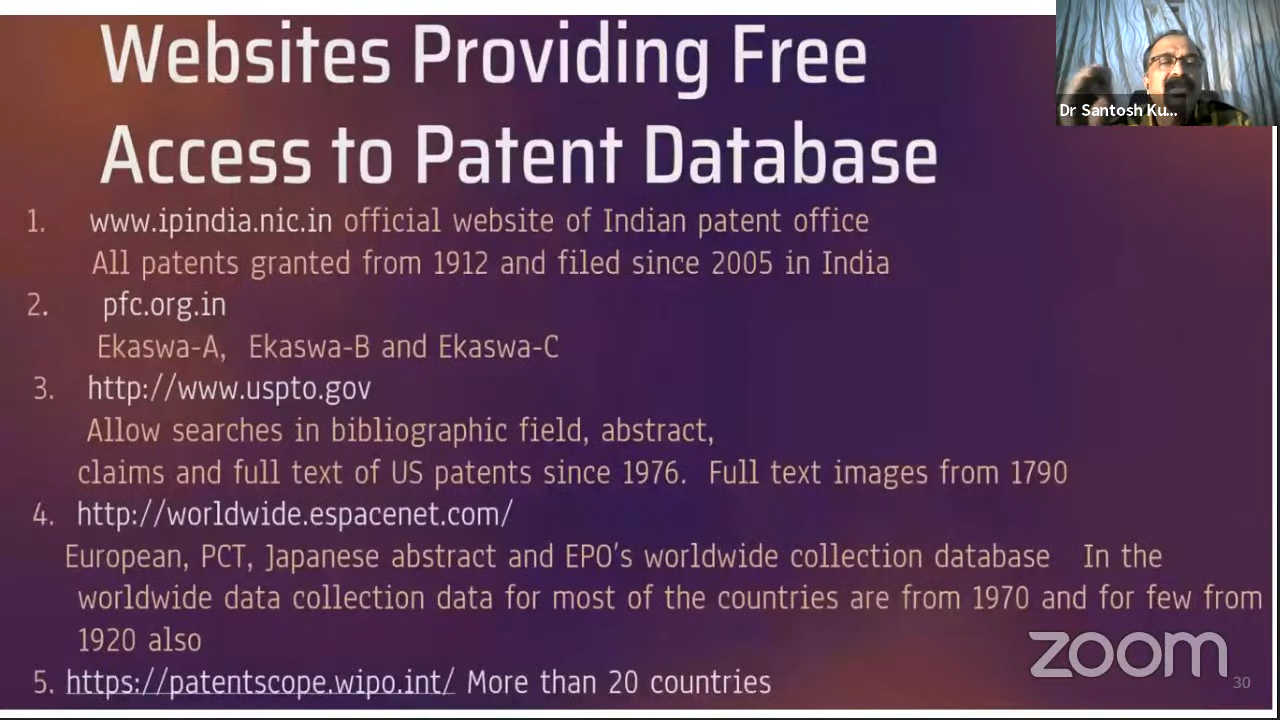 Websites Providing Free
Access to Patent Database
Dr Santosh Ku...
1. www.ipindia.nic.in official website of Indian patent office
All patents granted from 1912 and filed since 2005 in India
2. pfc.org.in
Ekaswa-A, Ekaswa-B and Ekaswa-C
3. http://www.uspto.gov
Allow searches in bibliographic field, abstract,
claims and full text of US patents since 1976. Full text images from 1790
4. http://worldwide.espacenet.com/
European, PCT, Japanese abstract and EPO's worldwide collection database In the
worldwide data collection data for most of the countries are from 1970 and for few from
1920 also
5. https://patentscope.wipo.int/ More than 20 countries
zoom
30